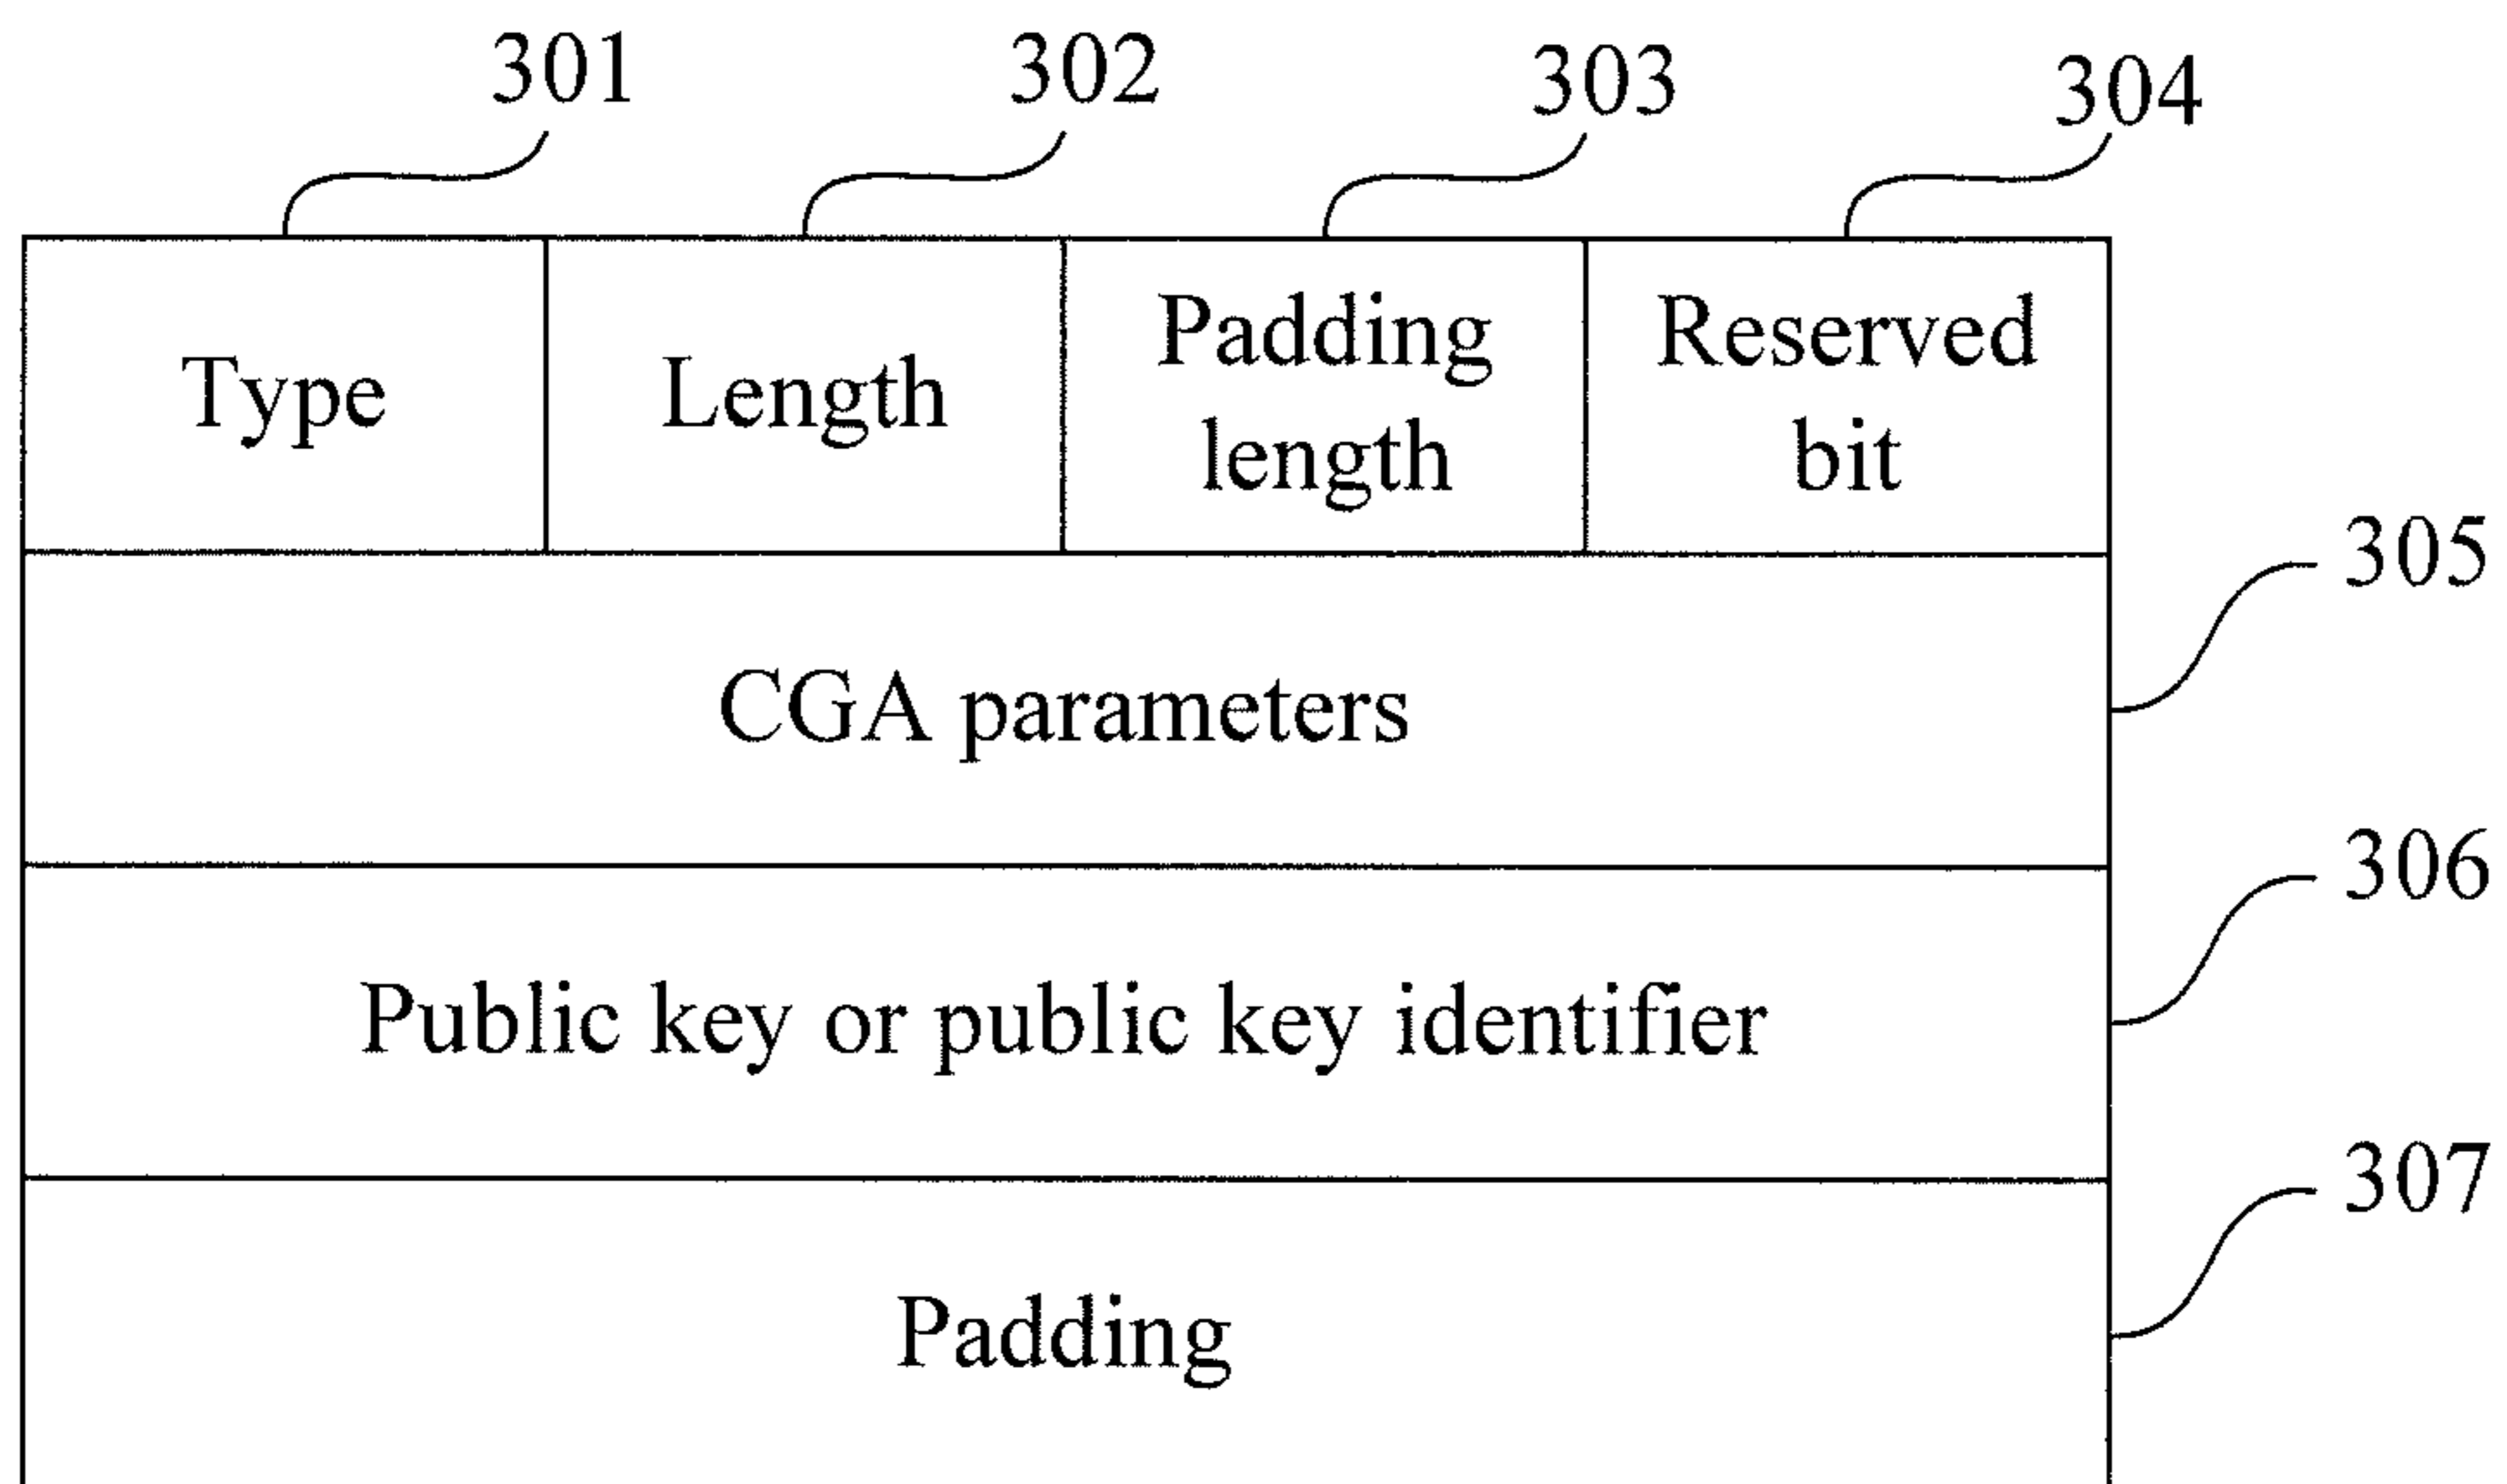 301 302 303 304
Type Length Padding length Reserved bit
305
CGA parameters
306
Public key or public key identifier
307
Padding